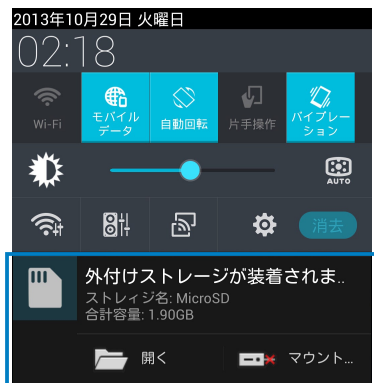 2013年10月29日 火曜日
02:18
Wi-Fi
モバイル
データ
自動回転
片手操作
バイブレー
ション
AUTO
消去
外付けストレージが装着されま..
ストレィジ名: MicroSD
合計容量: 1.90GB
開く
マウント...